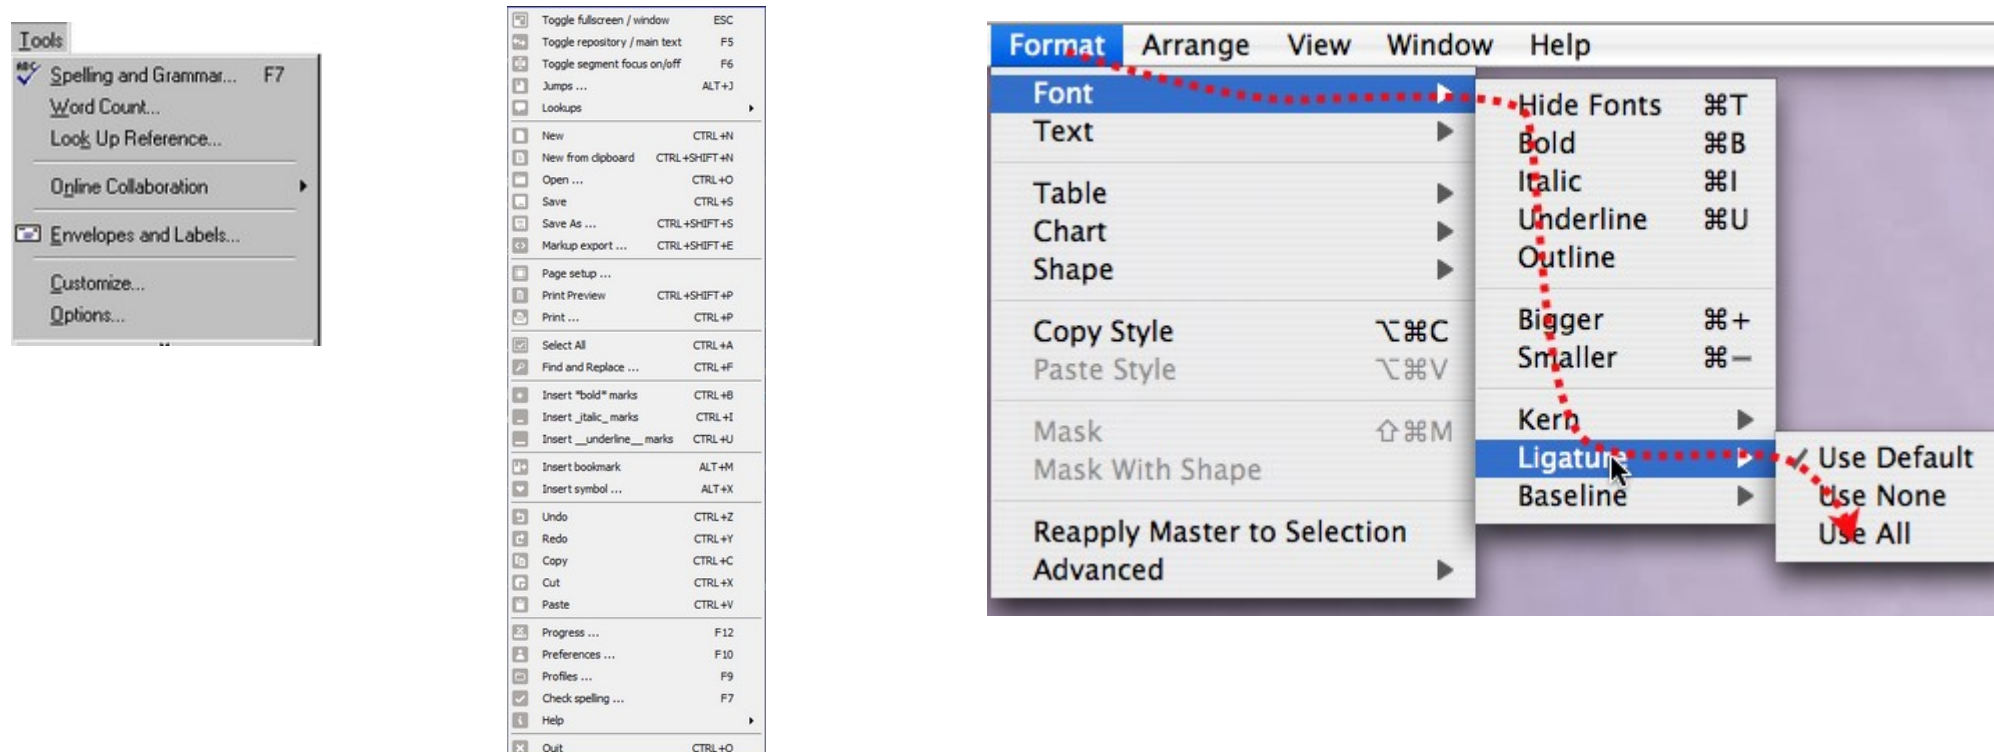 Tools
Spelling and Grammar... F7
Word Count...
Look Up Reference...
Online Collaboration
Envelopes and Labels...
Customize...
Options...
Toggle fullscreen / window ESC
Toggle repository / main text F5
Toggle segment focus on/off F6
Jumps ... ALT+J
Lookups
New CTRL+N
New from clipboard CTRL+SHIFT+N
Open ... CTRL+O
Save CTRL+S
Save As ... CTRL+SHIFT+S
Markup export ... CTRL+SHIFT+E
Page setup ...
Print Preview CTRL+SHIFT+P
Print ... CTRL+P
Select All CTRL+A
Find and Replace ... CTRL+F
Insert *bold* marks CTRL+B
Insert _italic_ marks CTRL+I
Insert __underline__ marks CTRL+U
Insert bookmark ALT+M
Insert symbol ... ALT+X
Undo CTRL+Z
Redo CTRL+Y
Copy CTRL+C
Cut CTRL+X
Paste CTRL+V
Progress ... F12
Preferences ... F10
Profiles ... F9
Check spelling ... F7
Help
Quit CTRL+Q
Format Arrange View Window Help
Font
Text
Table
Chart
Shape
Copy Style ⌥⌘C
Paste Style ⌥⌘V
Mask ⇧⌘M
Mask With Shape
Reapply Master to Selection
Advanced
Hide Fonts ⌘T
Bold ⌘B
Italic ⌘I
Underline ⌘U
Outline
Bigger ⌘+
Smaller ⌘−
Kern
Ligature
Baseline
✓ Use Default
Use None
Use All